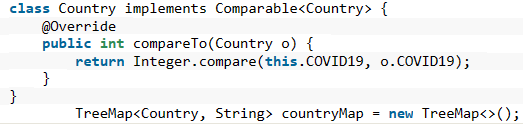 class Country implements Comparable<Country> {
    @Override
    public int compareTo(Country o) {
        return Integer.compare(this.COVID19, o.COVID19);
    }
}
        TreeMap<Country, String> countryMap = new TreeMap<>();